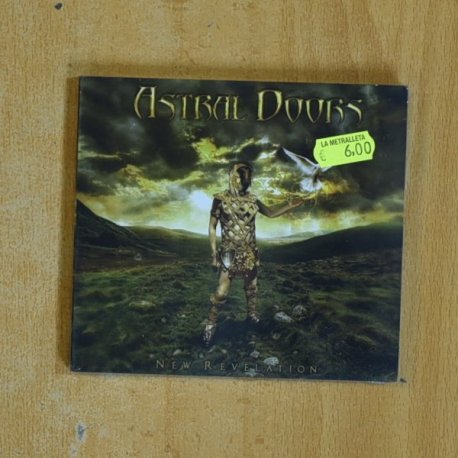 ASTRAL DOORS
LA METRALLETA
€ 6,00
NEW REVELATION